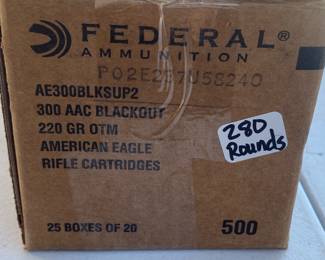 FEDERAL®
AMMUNITION
P02E237U58240
AE300BLKSUP2
300 AAC BLACKOUT
220 GR OTM
AMERICAN EAGLE
RIFLE CARTRIDGES
280
Rounds
25 BOXES OF 20
500